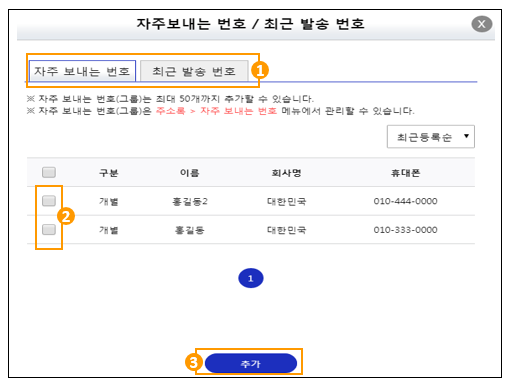 자주보내는 번호 / 최근 발송 번호
X
자주 보내는 번호 최근 발송 번호 1
※ 자주 보내는 번호(그룹)는 최대 50개까지 추가할 수 있습니다.
※ 자주 보내는 번호(그룹)은 주소록 > 자주 보내는 번호 메뉴에서 관리할 수 있습니다.
최근등록순 ▼
구분 이름 회사명 휴대폰
개별 홍길동2 대한민국 010-444-0000
2
개별 홍길동 대한민국 010-333-0000
1
3 추가